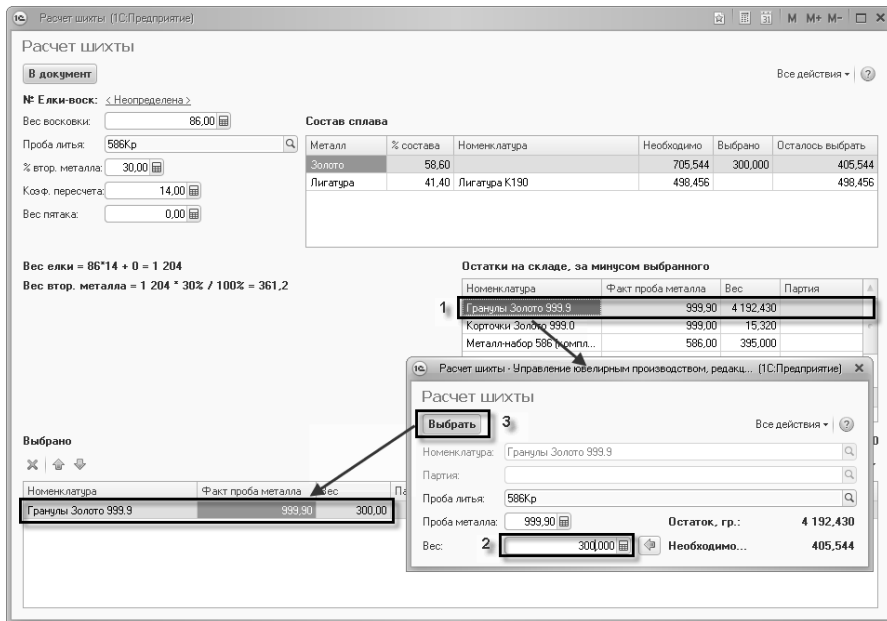 Расчет шихты (1С:Предприятие)
M M+ M-
Расчет шихты
В документ
Все действия
№ Елки-воск: <Неопределена>
Вес восковки: 86,00
Проба литья: 586Кр
% втор. металла: 30,00
Коэф. пересчета: 14,00
Вес пятака: 0,00
Состав сплава
Металл % состава Номенклатура Необходимо Выбрано Осталось выбрать
Золото 58,60 705,544 300,000 405,544
Лигатура 41,40 Лигатура К190 498,456 498,456
Вес елки = 86*14 + 0 = 1 204
Вес втор. металла = 1 204 * 30% / 100% = 361,2
Остатки на складе, за минусом выбранного
Номенклатура Факт проба металла Вес Партия
1 Гранулы Золото 999.9 999,90 4 192,430
Корточки Золото 999.0 999,00 15,320
Металл-набор 586 (компл... 586,00 395,000
Расчет шихты - Управление ювелирным производством, редакц... (1С:Предприятие)
Расчет шихты
Выбрать 3
Все действия
Номенклатура: Гранулы Золото 999.9
Партия:
Проба литья: 586Кр
Проба металла: 999,90 Остаток, гр.: 4 192,430
Вес: 2 300,000 Необходимо... 405,544
Выбрано
Номенклатура Факт проба металла Вес Па
Гранулы Золото 999.9 999,90 300,00